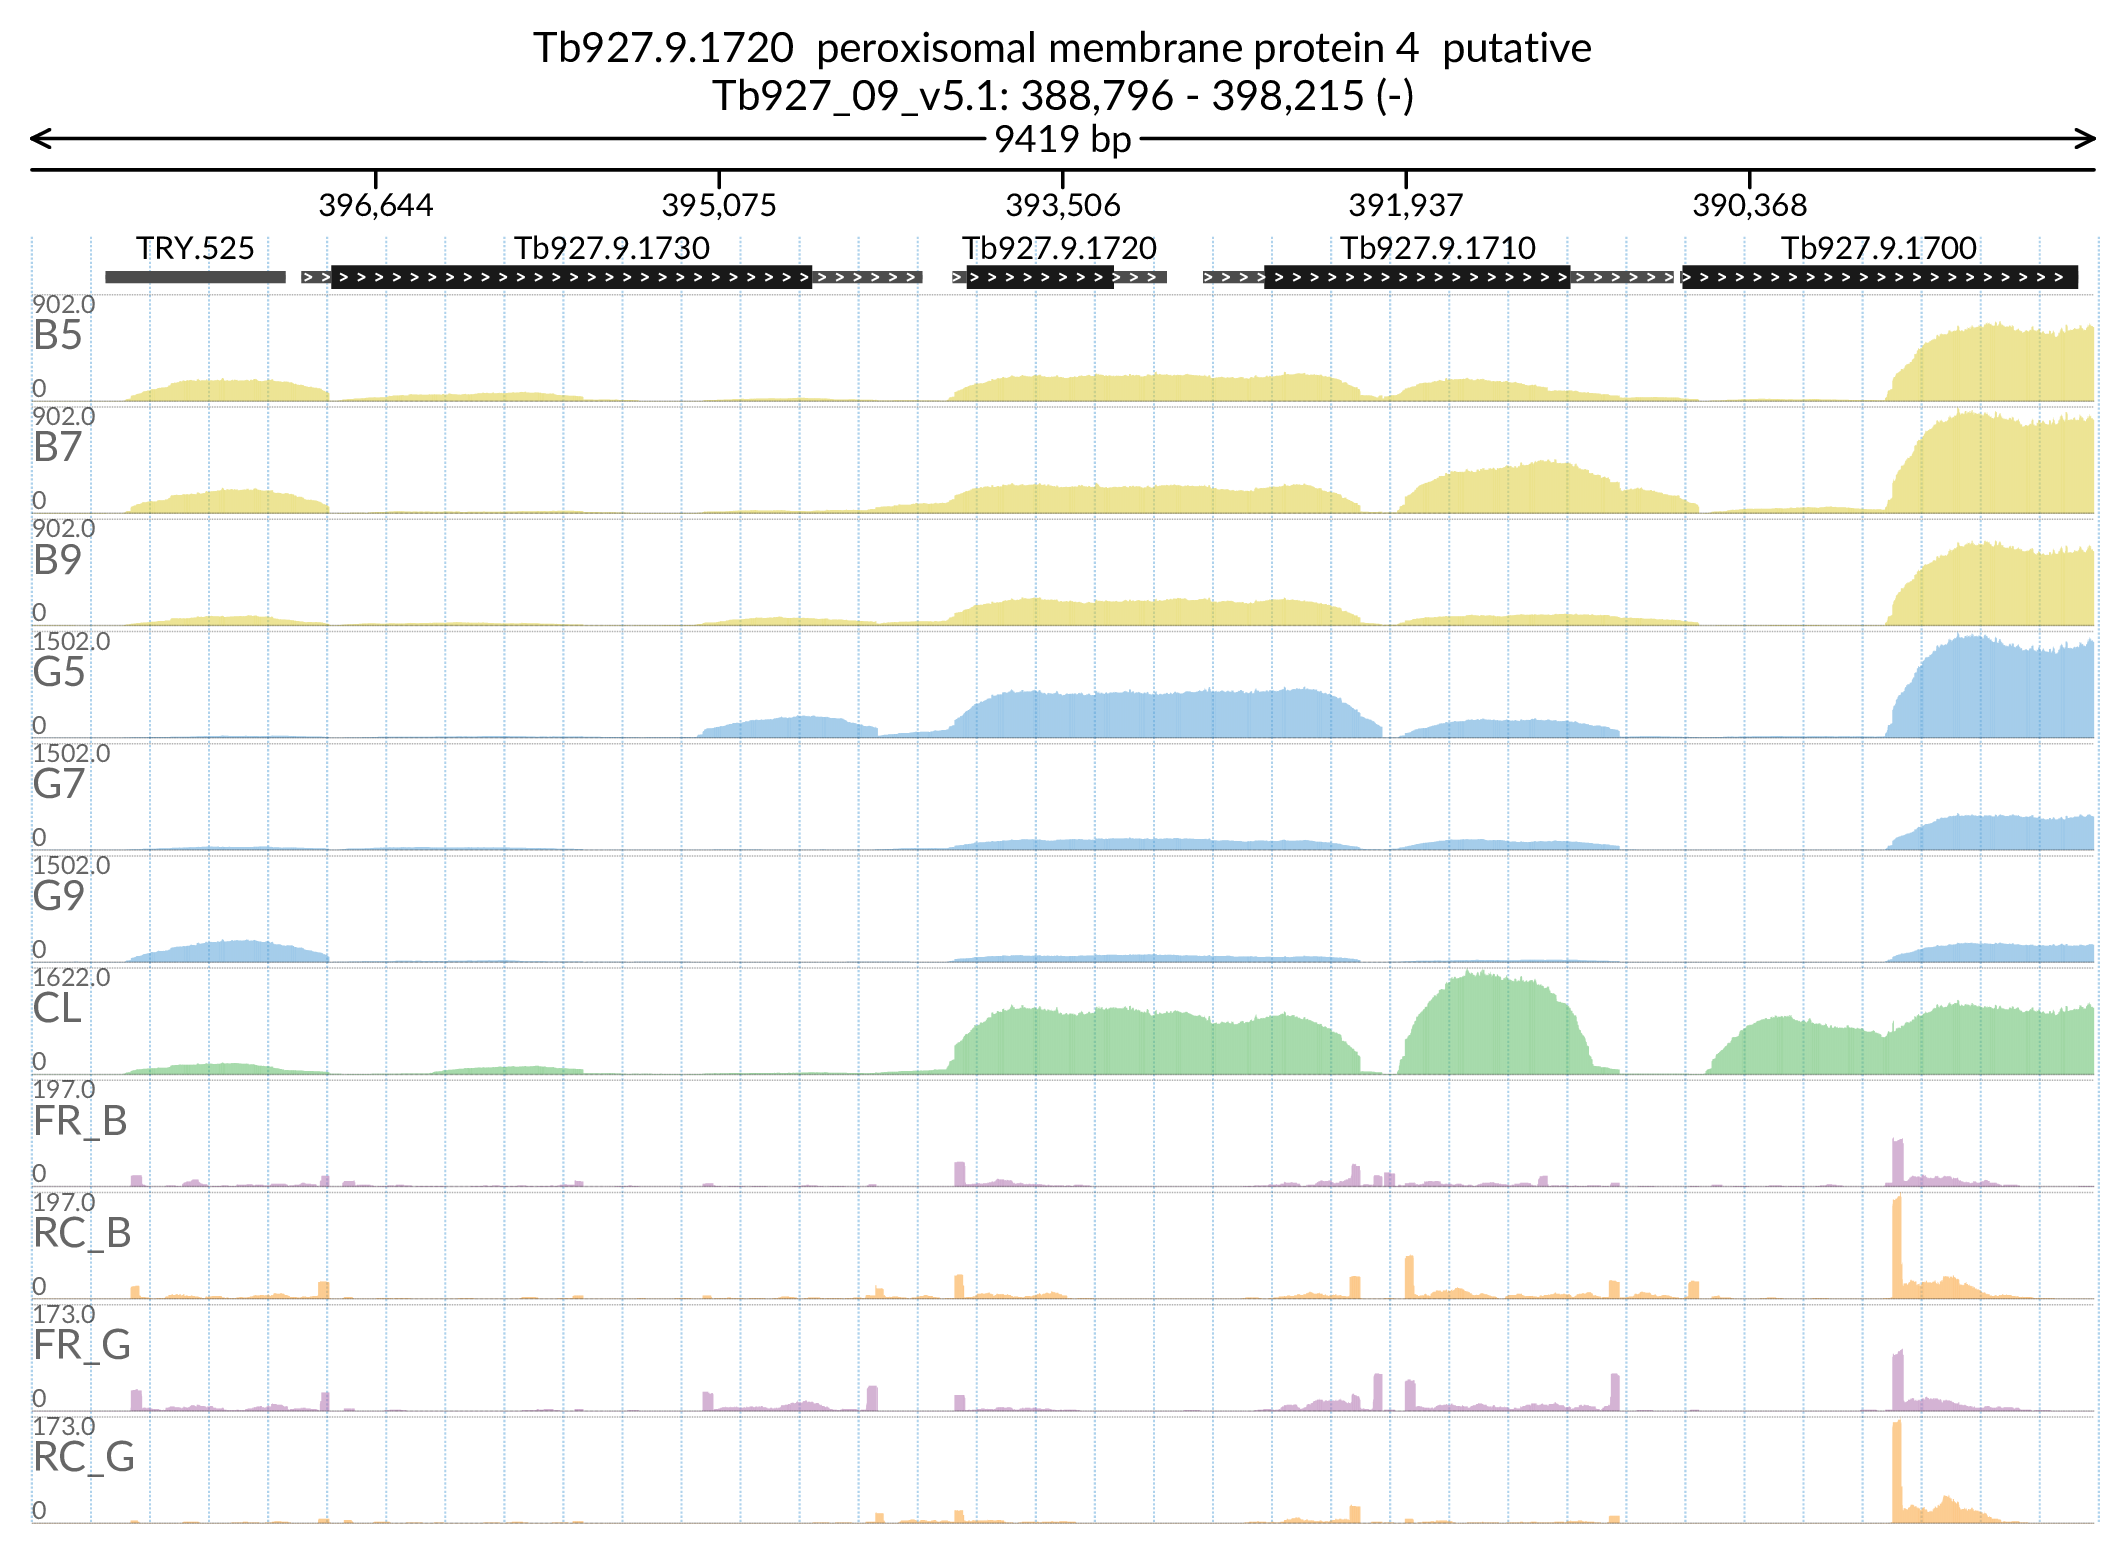 Tb927.9.1720  peroxisomal membrane protein 4  putative
Tb927_09_v5.1: 388,796 - 398,215 (-)
9419 bp
396,644 395,075 393,506 391,937 390,368
TRY.525 Tb927.9.1730 Tb927.9.1720 Tb927.9.1710 Tb927.9.1700
902.0
B5
0
902.0
B7
0
902.0
B9
0
1502.0
G5
0
1502.0
G7
0
1502.0
G9
0
1622.0
CL
0
197.0
FR_B
0
197.0
RC_B
0
173.0
FR_G
0
173.0
RC_G
0